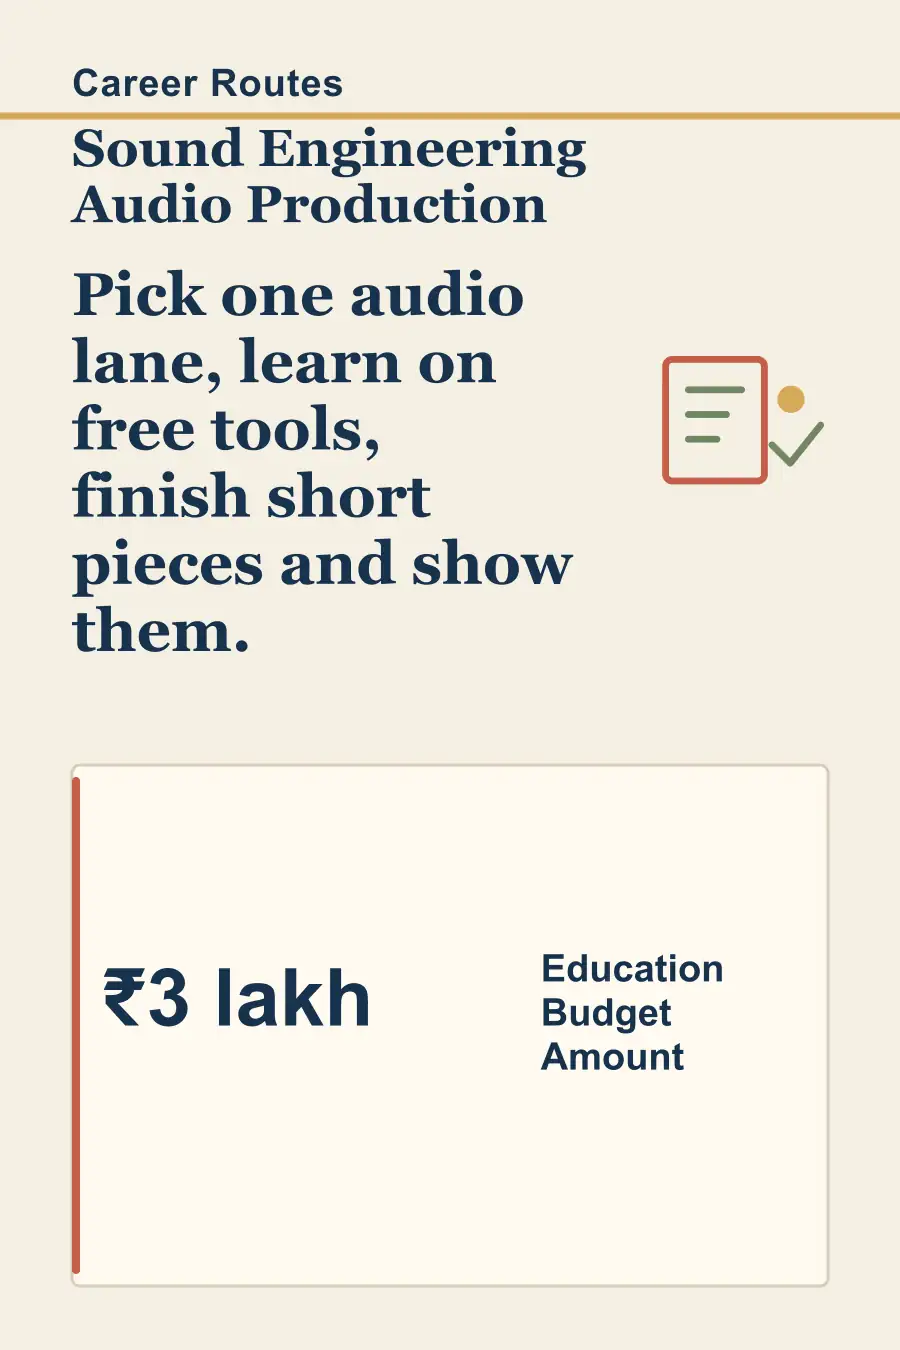 Career Routes
Sound Engineering
Audio Production
Pick one audio
lane, learn on
free tools,
finish short
pieces and show
them.
₹3 lakh
Education
Budget
Amount